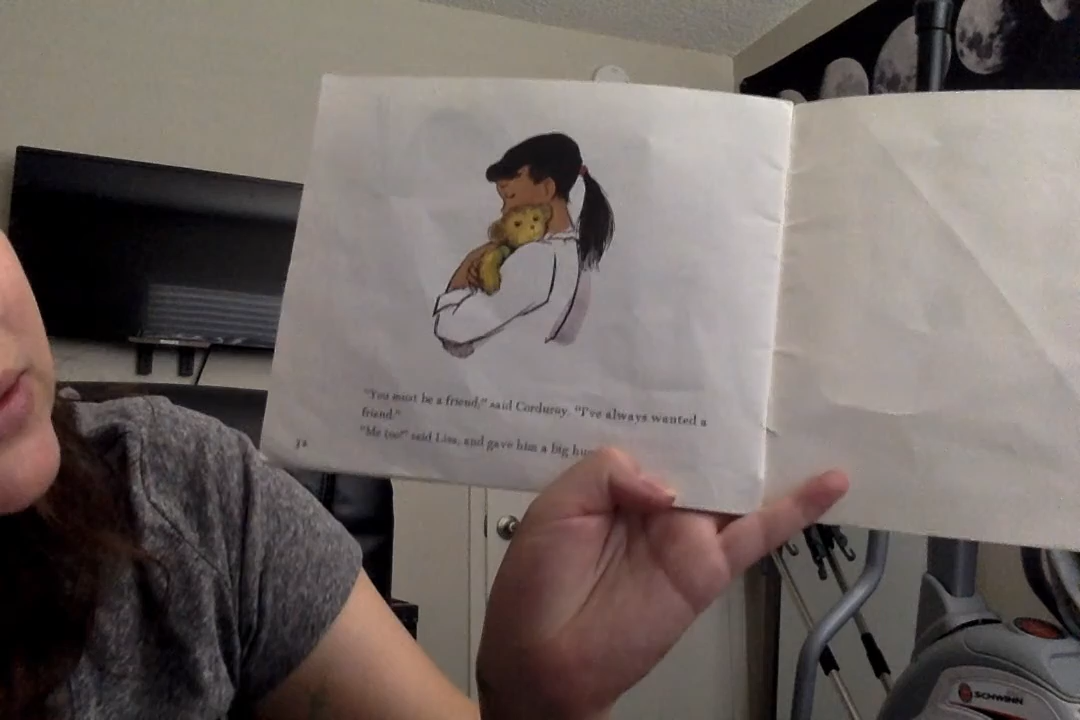 "You must be a friend," said Corduroy. "I've always wanted a
friend."
"Me too!" said Lisa, and gave him a big
32
SCHWINN